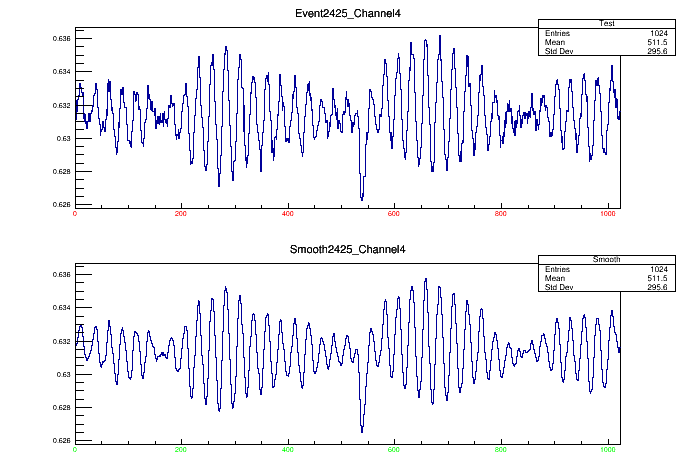 Event2425_Channel4
Test
Entries 1024
Mean 511.5
Std Dev 295.6
0.636
0.634
0.632
0.63
0.628
0.626
0 200 400 600 800 1000
Smooth2425_Channel4
Smooth
Entries 1024
Mean 511.5
Std Dev 295.6
0.636
0.634
0.632
0.63
0.628
0.626
0 200 400 600 800 1000